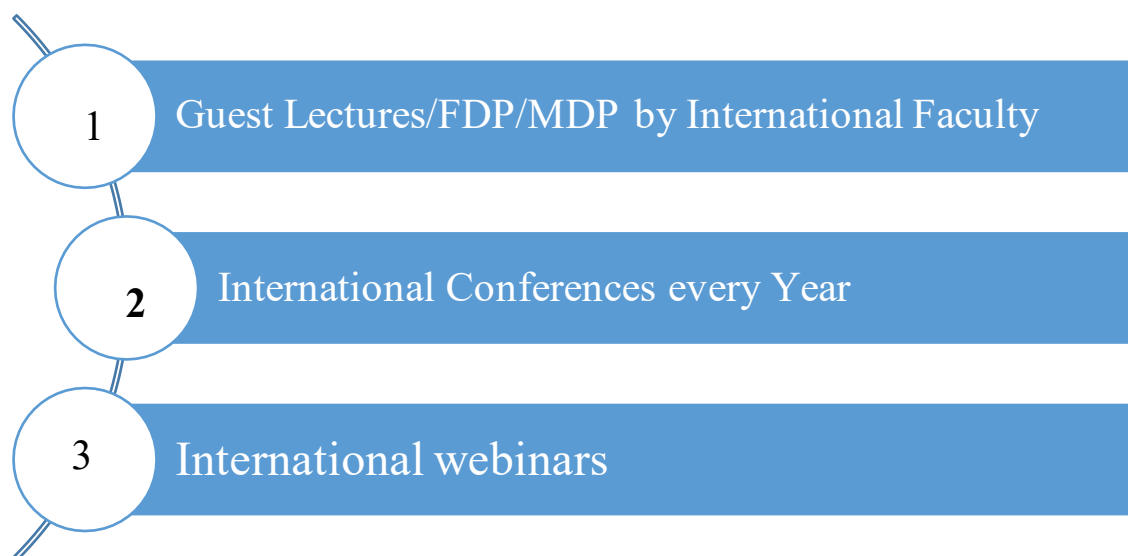 1
Guest Lectures/FDP/MDP by International Faculty
2
International Conferences every Year
3
International webinars